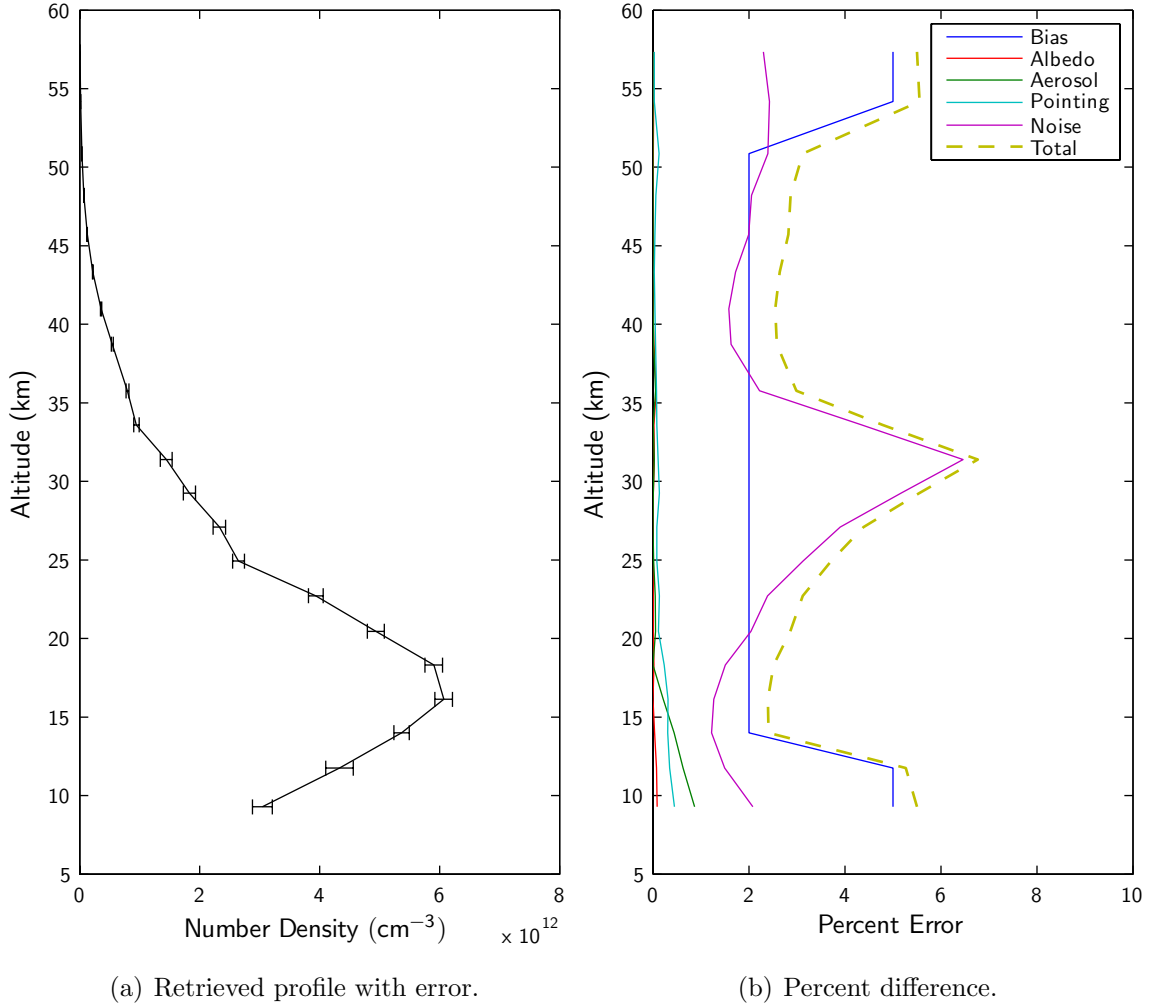 60
55
50
45
40
35
30
25
20
15
10
5
0
2
4
6
8
Altitude (km)
Number Density (cm⁻³)
x 10¹²
(a) Retrieved profile with error.
60
55
50
45
40
35
30
25
20
15
10
5
0
2
4
6
8
10
Altitude (km)
Percent Error
Bias
Albedo
Aerosol
Pointing
Noise
Total
(b) Percent difference.